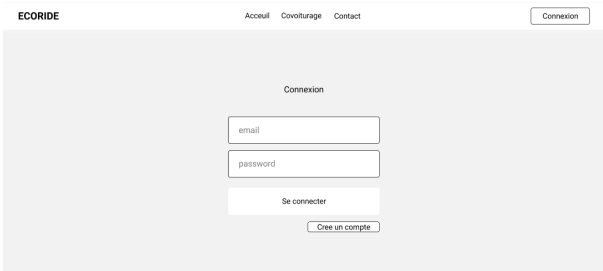 ECORIDE Acceuil Covoiturage Contact Connexion
Connexion
email
password
Se connecter
Cree un compte